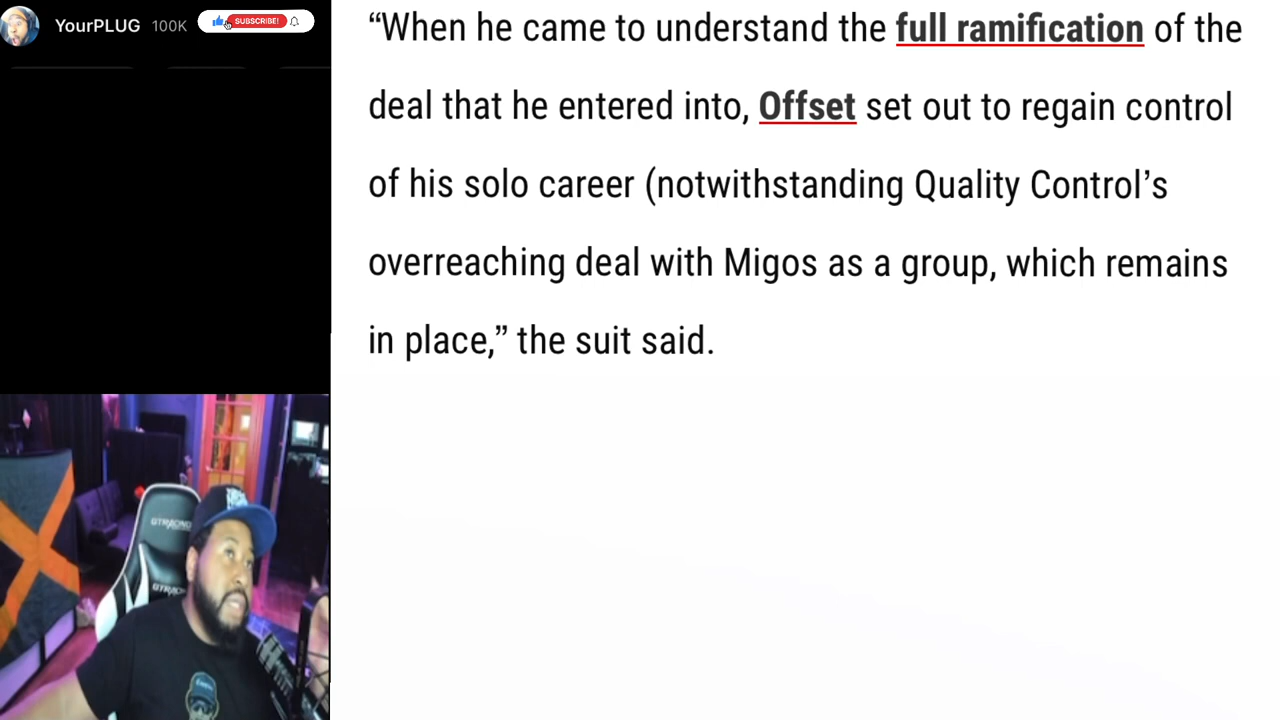 YourPLUG 100K SUBSCRIBE!
“When he came to understand the full ramification of the
deal that he entered into, Offset set out to regain control
of his solo career (notwithstanding Quality Control’s
overreaching deal with Migos as a group, which remains
in place,” the suit said.
GTRACING
GTRACING